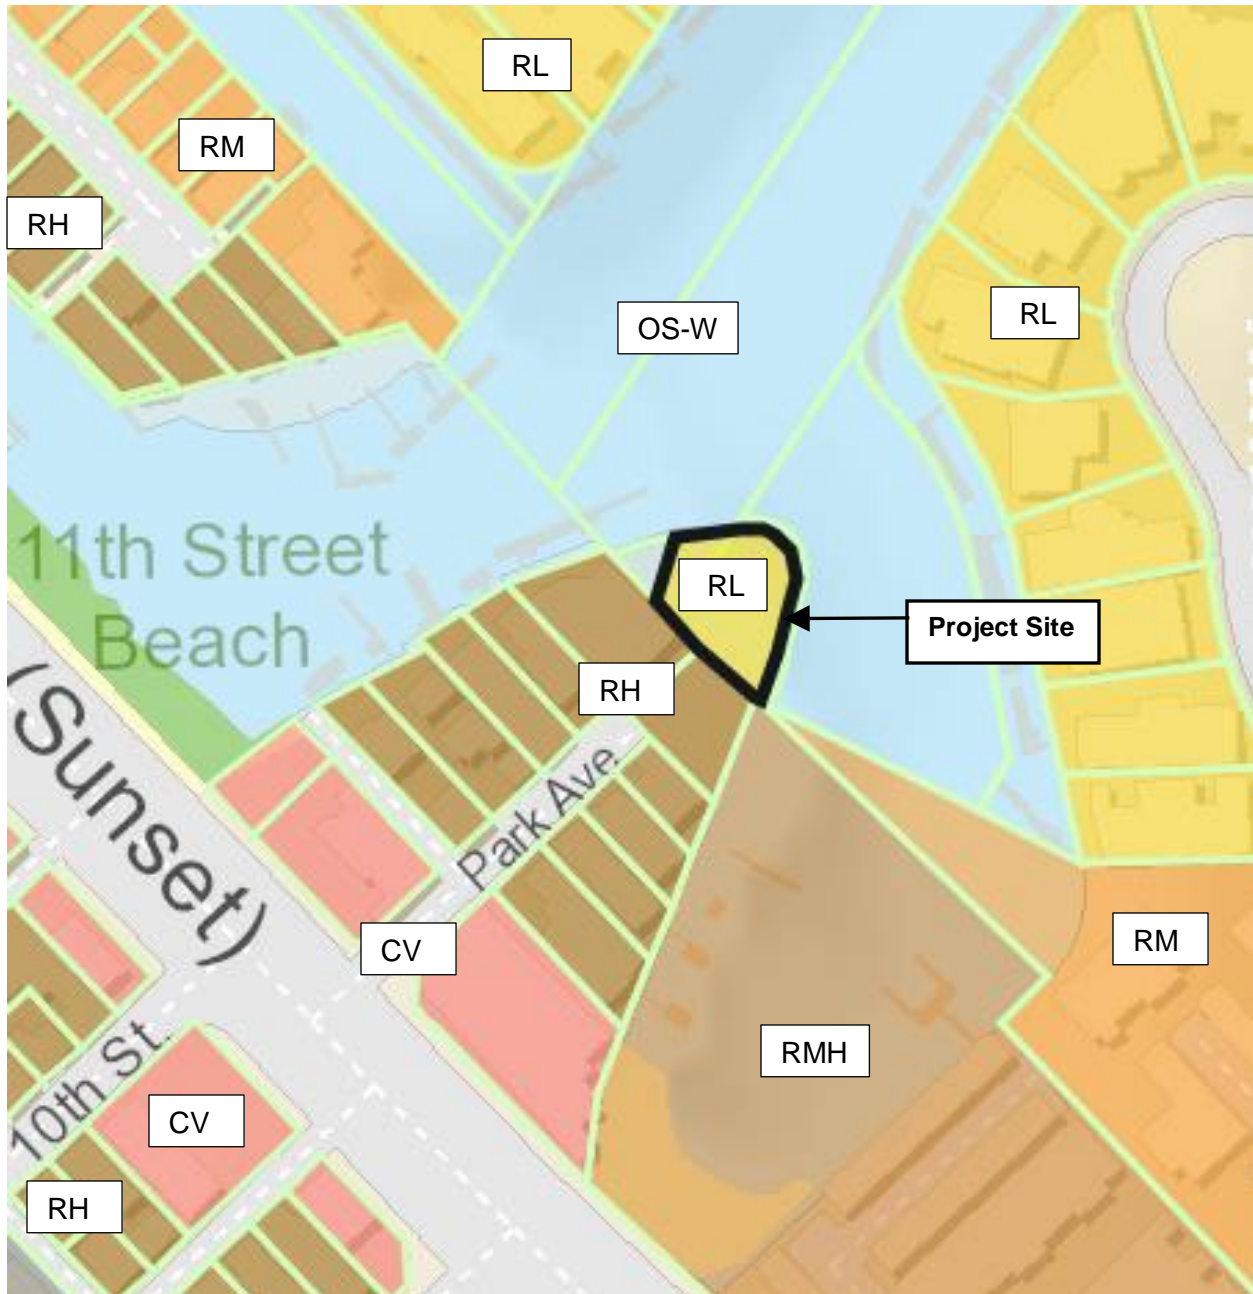 RL
RM
RH
OS-W
RL
11th Street
Beach
RL
Project Site
RH
(Sunset)
Park Ave
CV
RM
RMH
10th St.
CV
RH